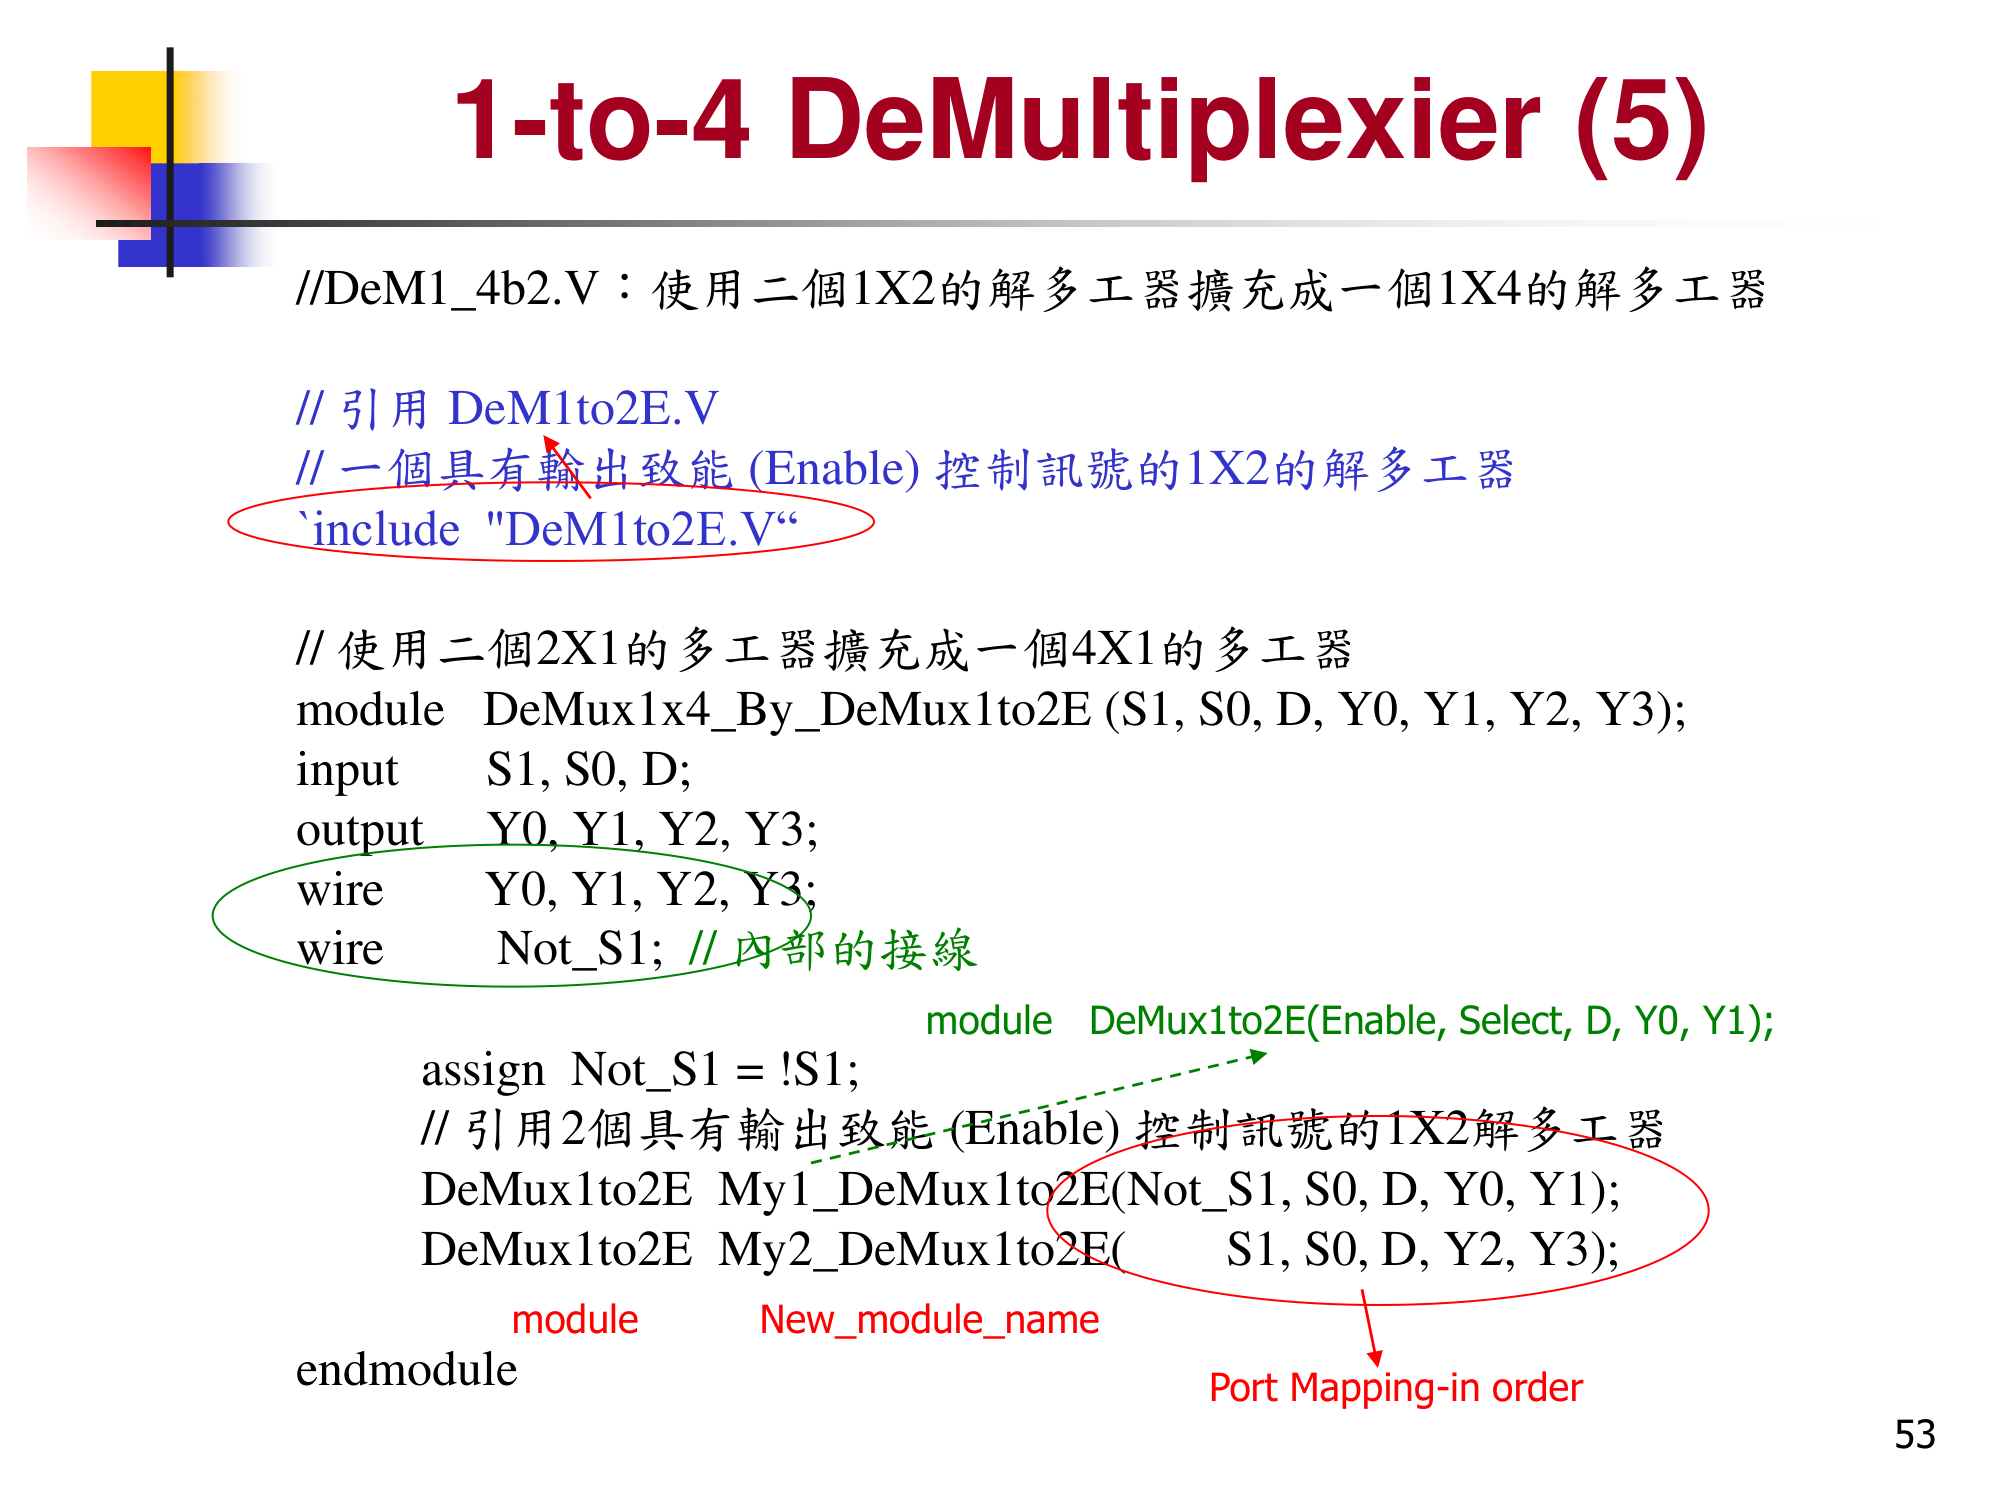 1-to-4 DeMultiplexier (5)
//DeM1_4b2.V：使用二個1X2的解多工器擴充成一個1X4的解多工器
// 引用 DeM1to2E.V
// 一個具有輸出致能 (Enable) 控制訊號的1X2的解多工器
`include "DeM1to2E.V“
// 使用二個2X1的多工器擴充成一個4X1的多工器
module DeMux1x4_By_DeMux1to2E (S1, S0, D, Y0, Y1, Y2, Y3);
input S1, S0, D;
output Y0, Y1, Y2, Y3;
wire Y0, Y1, Y2, Y3;
wire Not_S1; // 內部的接線
module DeMux1to2E(Enable, Select, D, Y0, Y1);
assign Not_S1 = !S1;
// 引用2個具有輸出致能 (Enable) 控制訊號的1X2解多工器
DeMux1to2E My1_DeMux1to2E(Not_S1, S0, D, Y0, Y1);
DeMux1to2E My2_DeMux1to2E( S1, S0, D, Y2, Y3);
module New_module_name
endmodule
Port Mapping-in order
53